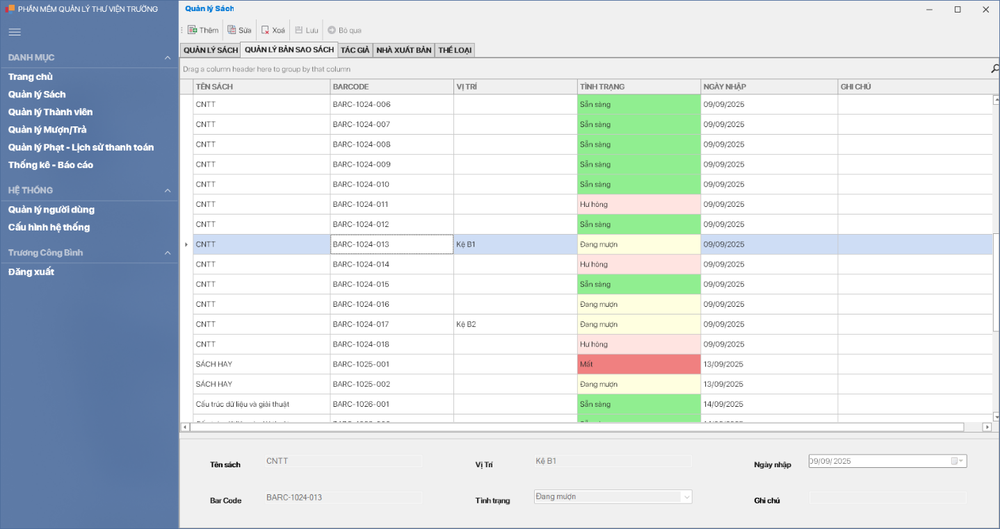 PHẦN MỀM QUẢN LÝ THƯ VIỆN TRƯỜNG
Quản lý Sách
Thêm Sửa Xoá Lưu Bỏ qua
DANH MỤC
Trang chủ
Quản lý Sách
Quản lý Thành viên
Quản lý Mượn/Trả
Quản lý Phạt - Lịch sử thanh toán
Thống kê - Báo cáo
HỆ THỐNG
Quản lý người dùng
Cấu hình hệ thống
Trương Công Bình
Đăng xuất
QUẢN LÝ SÁCH QUẢN LÝ BẢN SAO SÁCH TÁC GIẢ NHÀ XUẤT BẢN THỂ LOẠI
Drag a column header here to group by that column
TÊN SÁCH BARCODE VỊ TRÍ TÌNH TRẠNG NGÀY NHẬP GHI CHÚ
CNTT BARC-1024-006 Sẵn sàng 09/09/2025
CNTT BARC-1024-007 Sẵn sàng 09/09/2025
CNTT BARC-1024-008 Sẵn sàng 09/09/2025
CNTT BARC-1024-009 Sẵn sàng 09/09/2025
CNTT BARC-1024-010 Sẵn sàng 09/09/2025
CNTT BARC-1024-011 Hư hỏng 09/09/2025
CNTT BARC-1024-012 Sẵn sàng 09/09/2025
CNTT BARC-1024-013 Kệ B1 Đang mượn 09/09/2025
CNTT BARC-1024-014 Hư hỏng 09/09/2025
CNTT BARC-1024-015 Sẵn sàng 09/09/2025
CNTT BARC-1024-016 Đang mượn 09/09/2025
CNTT BARC-1024-017 Kệ B2 Đang mượn 09/09/2025
CNTT BARC-1024-018 Hư hỏng 09/09/2025
SÁCH HAY BARC-1025-001 Mất 13/09/2025
SÁCH HAY BARC-1025-002 Đang mượn 13/09/2025
Cấu trúc dữ liệu và giải thuật BARC-1026-001 Sẵn sàng 14/09/2025
Tên sách CNTT Vị Trí Kệ B1 Ngày nhập 09/09/2025
Bar Code BARC-1024-013 Tình trạng Đang mượn Ghi chú